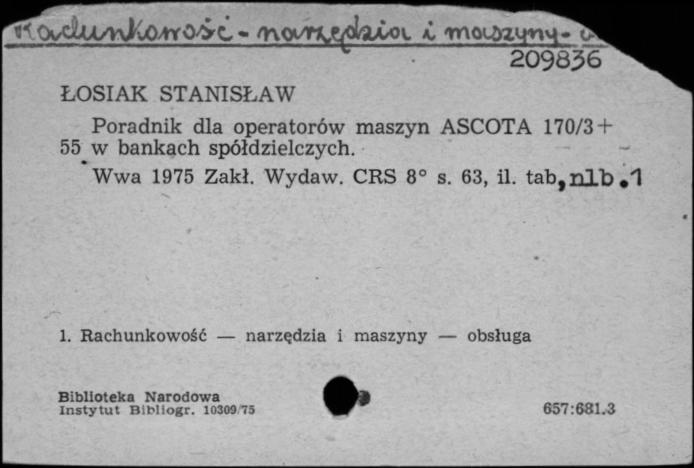 Rachunkowość - narzędzia i maszyny -
209836
ŁOSIAK STANISŁAW
Poradnik dla operatorów maszyn ASCOTA 170/3+
55 w bankach spółdzielczych.
Wwa 1975 Zakł. Wydaw. CRS 8° s. 63, il. tab, nlb.1
1. Rachunkowość — narzędzia i maszyny — obsługa
Biblioteka Narodowa
Instytut Bibliogr. 10309/75
657:681.3